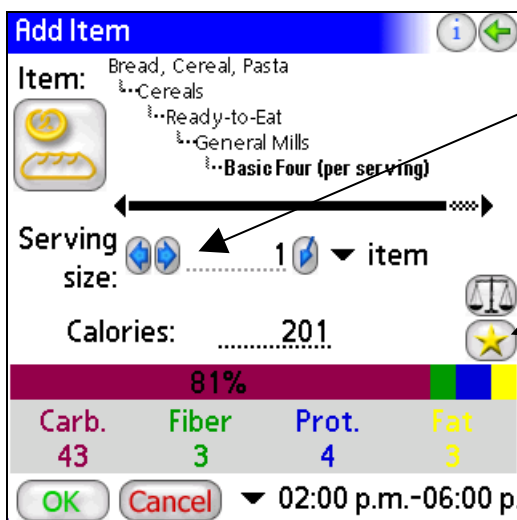 Add Item
i
Item: Bread, Cereal, Pasta
Cereals
Ready-to-Eat
General Mills
Basic Four (per serving)
Serving size: 1 item
Calories: 201
81%
Carb. Fiber Prot. Fat
43 3 4 3
OK Cancel 02:00 p.m.-06:00 p.